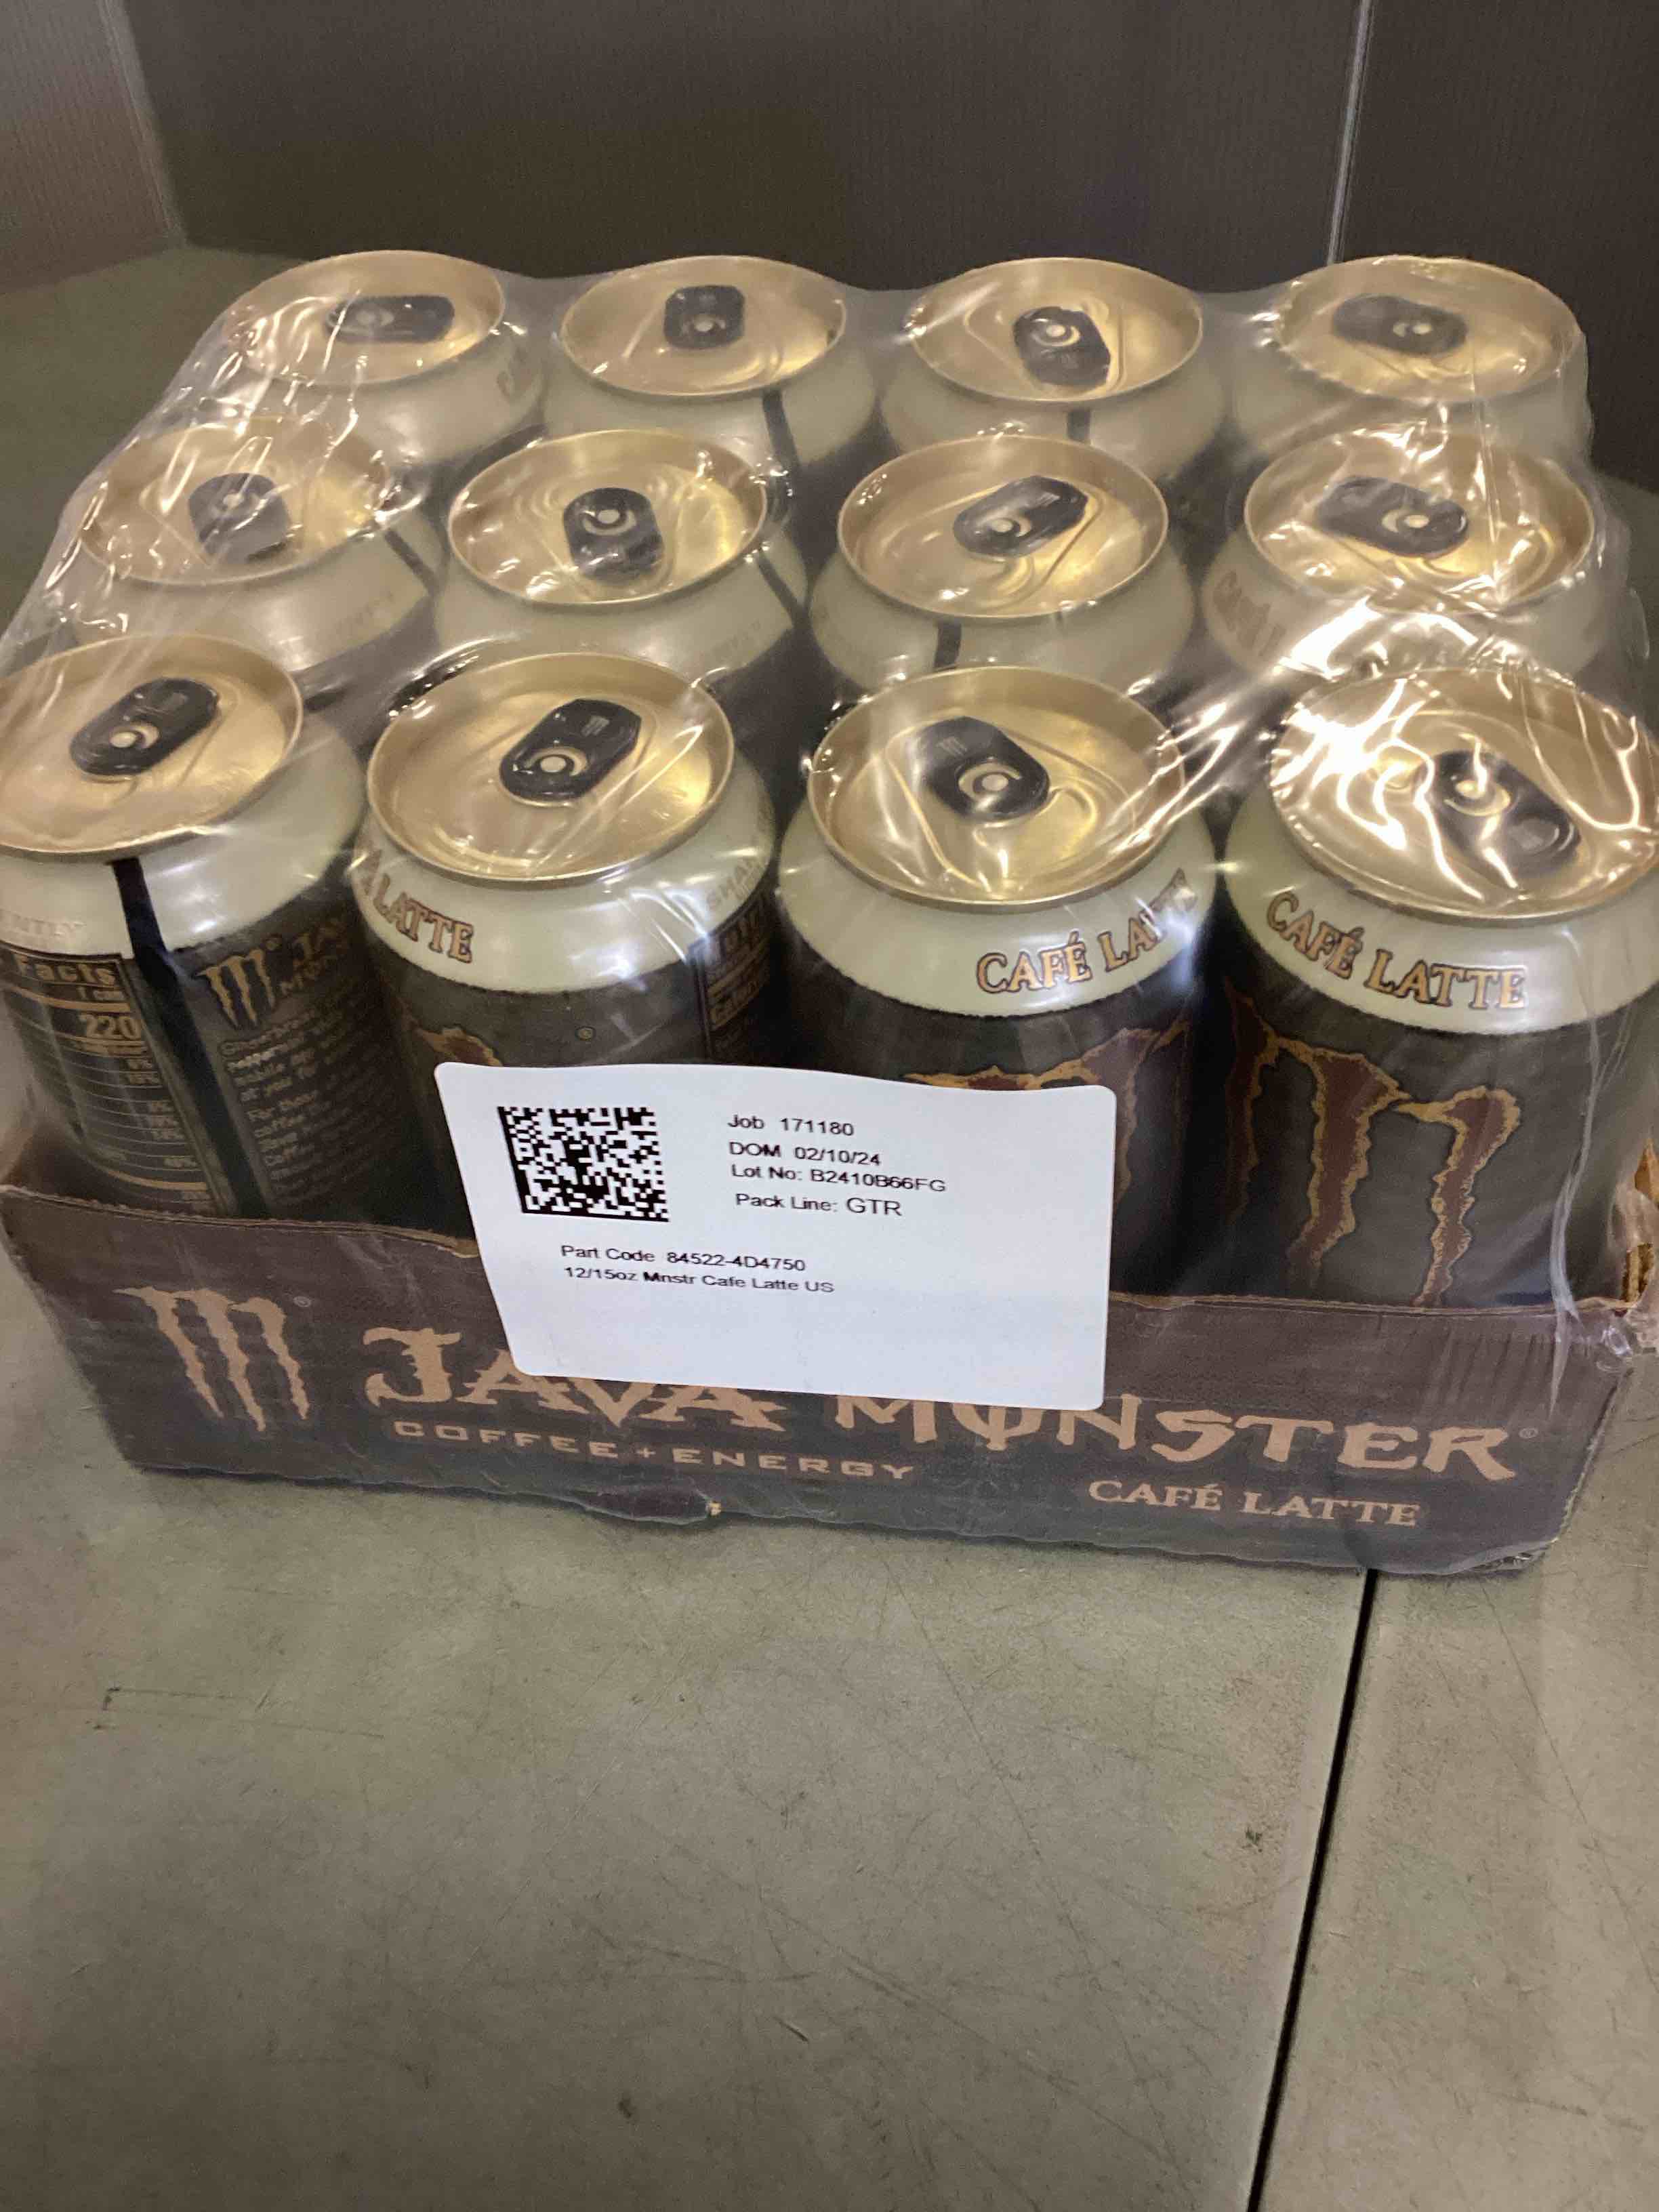 LATTE
CAFÉ LATTE
CAFÉ LATTE
Facts
220
Job 171180
DOM 02/10/24
Lot No: B2410B66FG
Pack Line: GTR
Part Code 84522-4D4750
12/15oz Mnstr Cafe Latte US
JAVA MONSTER
COFFEE + ENERGY
CAFÉ LATTE